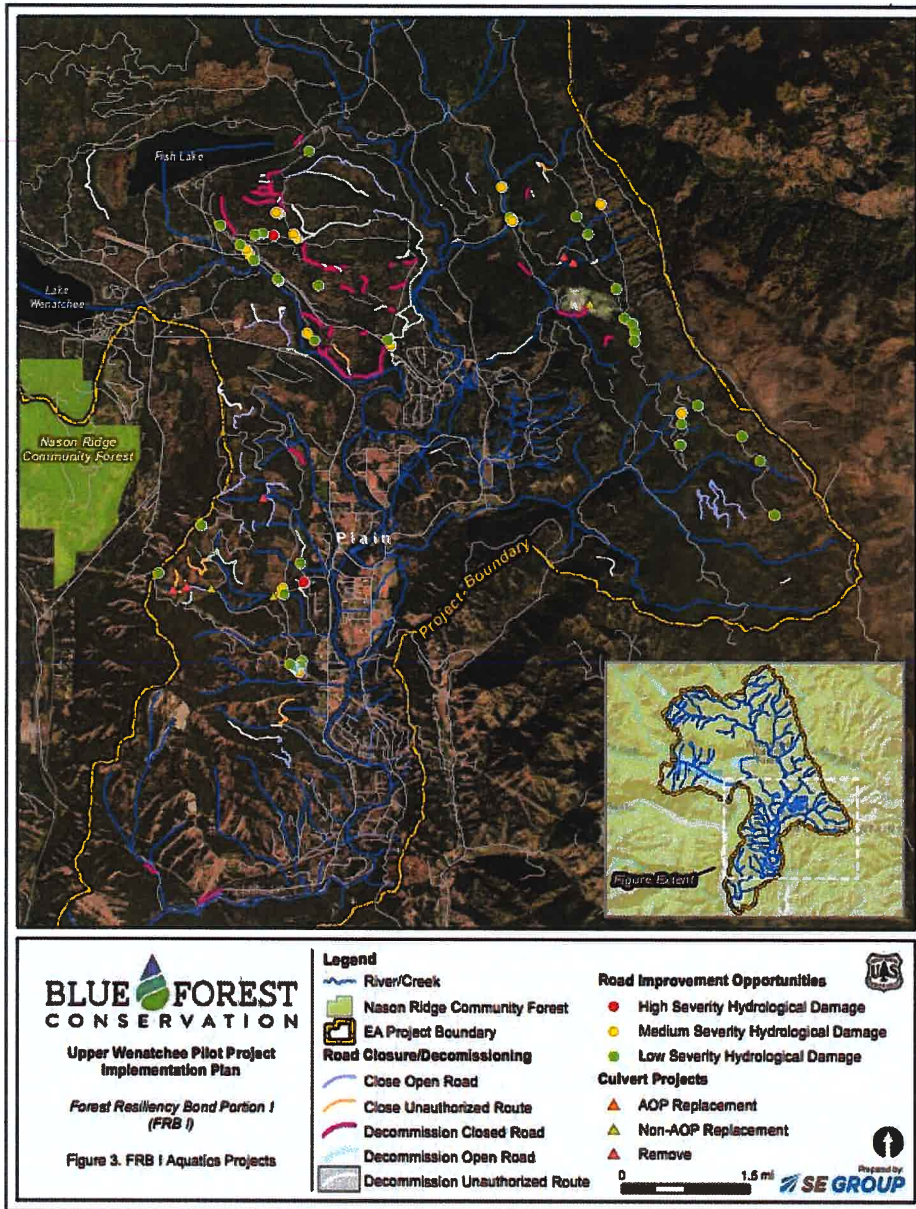 Fish Lake
Lake
Wenatchee
Nason Ridge
Community Forest
Plain
Project Boundary
Figure Extent
BLUE FOREST
CONSERVATION
Upper Wenatchee Pilot Project
Implementation Plan
Forest Resiliency Bond Portion I
(FRB I)
Figure 3. FRB I Aquatics Projects
Legend
River/Creek
Nason Ridge Community Forest
EA Project Boundary
Road Closure/Decomissioning
Close Open Road
Close Unauthorized Route
Decommission Closed Road
Decommission Open Road
Decommission Unauthorized Route
Road Improvement Opportunities
High Severity Hydrological Damage
Medium Severity Hydrological Damage
Low Severity Hydrological Damage
Culvert Projects
AOP Replacement
Non-AOP Replacement
Remove
0 1.5 mi
UAS
Prepared by:
SE GROUP